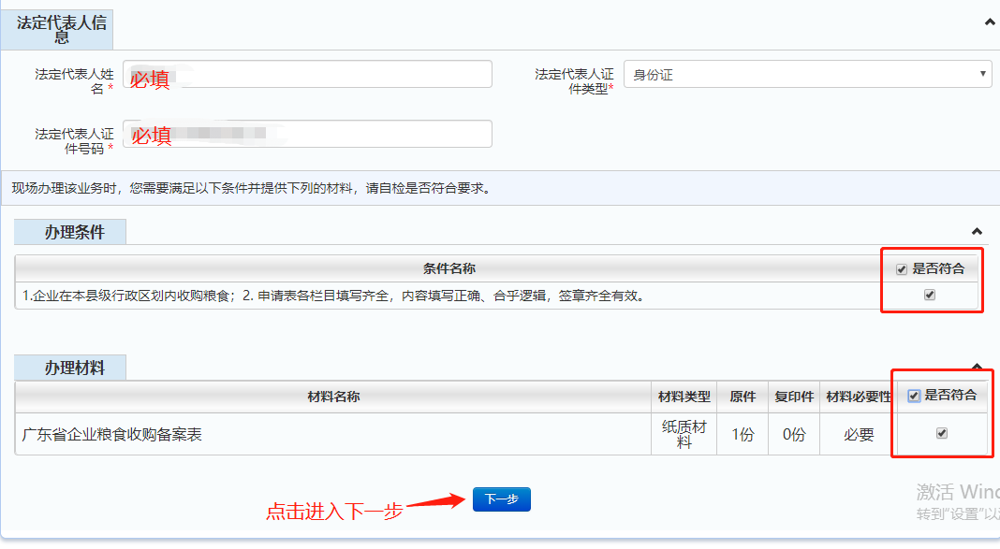 法定代表人信
息
法定代表人姓
名 *
必填
法定代表人证
件类型*
身份证
法定代表人证
件号码 *
必填
现场办理该业务时，您需要满足以下条件并提供下列的材料，请自检是否符合要求。
办理条件
条件名称
是否符合
1.企业在本县级行政区划内收购粮食；2. 申请表各栏目填写齐全，内容填写正确、合乎逻辑，签章齐全有效。
办理材料
材料名称 材料类型 原件 复印件 材料必要性 是否符合
广东省企业粮食收购备案表 纸质材
料 1份 0份 必要
点击进入下一步
下一步
激活 Wind
转到"设置"以